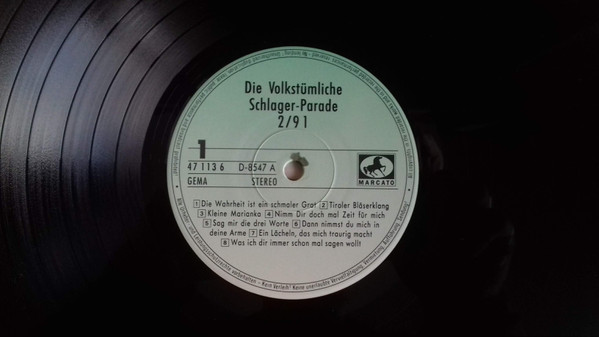 Die Volkstümliche
Schlager-Parade
2/91
1
47 113 6 D-8547 A
GEMA STEREO
MARCATO
1 Die Wahrheit ist ein schmaler Grat 2 Tiroler Bläserklang
3 Kleine Marianka 4 Nimm Dir doch mal Zeit für mich
5 Sag mir die drei Worte 6 Dann nimmst du mich in
deine Arme 7 Ein Lächeln, das mich traurig macht
8 Was ich dir immer schon mal sagen wollt